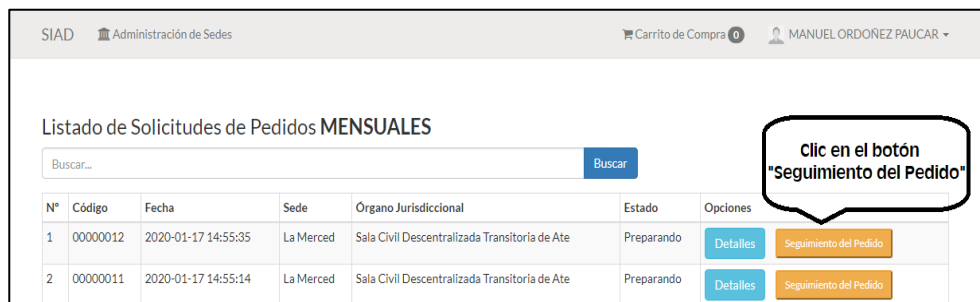 SIAD Administración de Sedes Carrito de Compra 0 MANUEL ORDOÑEZ PAUCAR
Listado de Solicitudes de Pedidos MENSUALES
Buscar... Buscar
Clic en el botón
"Seguimiento del Pedido"
N° Código Fecha Sede Órgano Jurisdiccional Estado Opciones
1 00000012 2020-01-17 14:55:35 La Merced Sala Civil Descentralizada Transitoria de Ate Preparando Detalles Seguimiento del Pedido
2 00000011 2020-01-17 14:55:14 La Merced Sala Civil Descentralizada Transitoria de Ate Preparando Detalles Seguimiento del Pedido